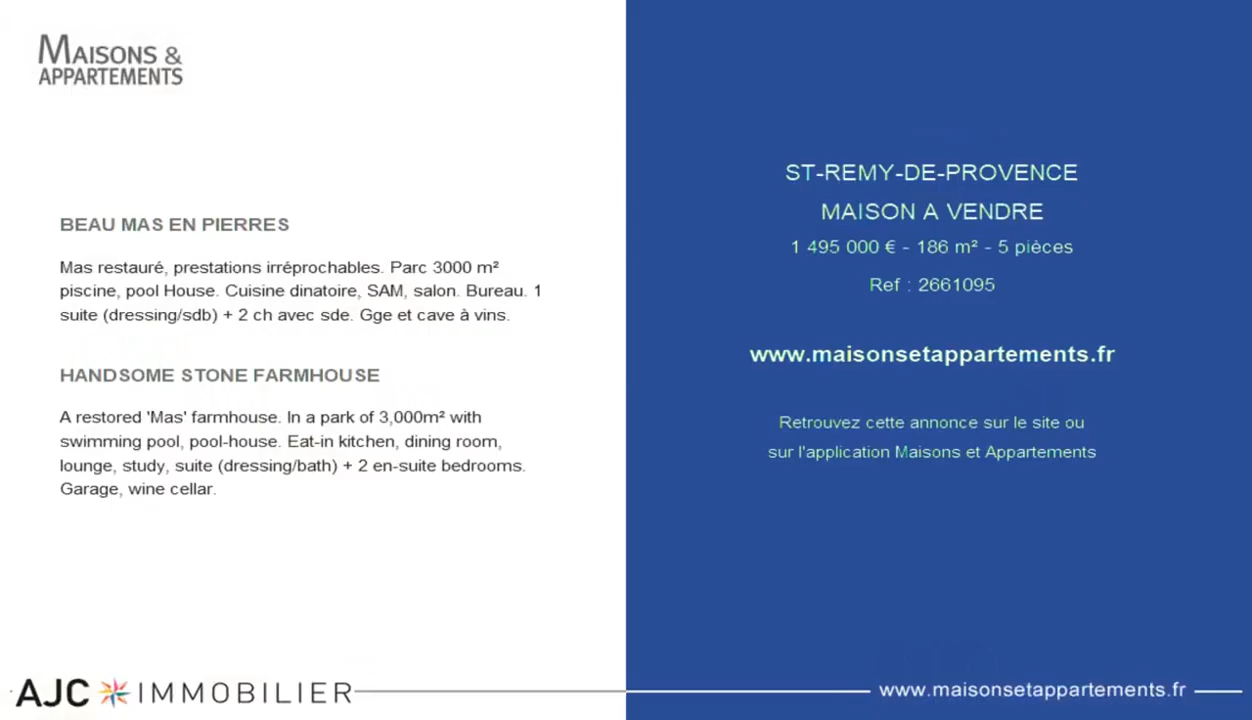 MAISONS &
APPARTEMENTS
BEAU MAS EN PIERRES
Mas restauré, prestations irréprochables. Parc 3000 m²
piscine, pool House. Cuisine dinatoire, SAM, salon. Bureau. 1
suite (dressing/sdb) + 2 ch avec sde. Gge et cave à vins.
HANDSOME STONE FARMHOUSE
A restored 'Mas' farmhouse. In a park of 3,000m² with
swimming pool, pool-house. Eat-in kitchen, dining room,
lounge, study, suite (dressing/bath) + 2 en-suite bedrooms.
Garage, wine cellar.
ST-REMY-DE-PROVENCE
MAISON A VENDRE
1 495 000 € - 186 m² - 5 pièces
Ref : 2661095
www.maisonsetappartements.fr
Retrouvez cette annonce sur le site ou
sur l'application Maisons et Appartements
AJC IMMOBILIER
www.maisonsetappartements.fr